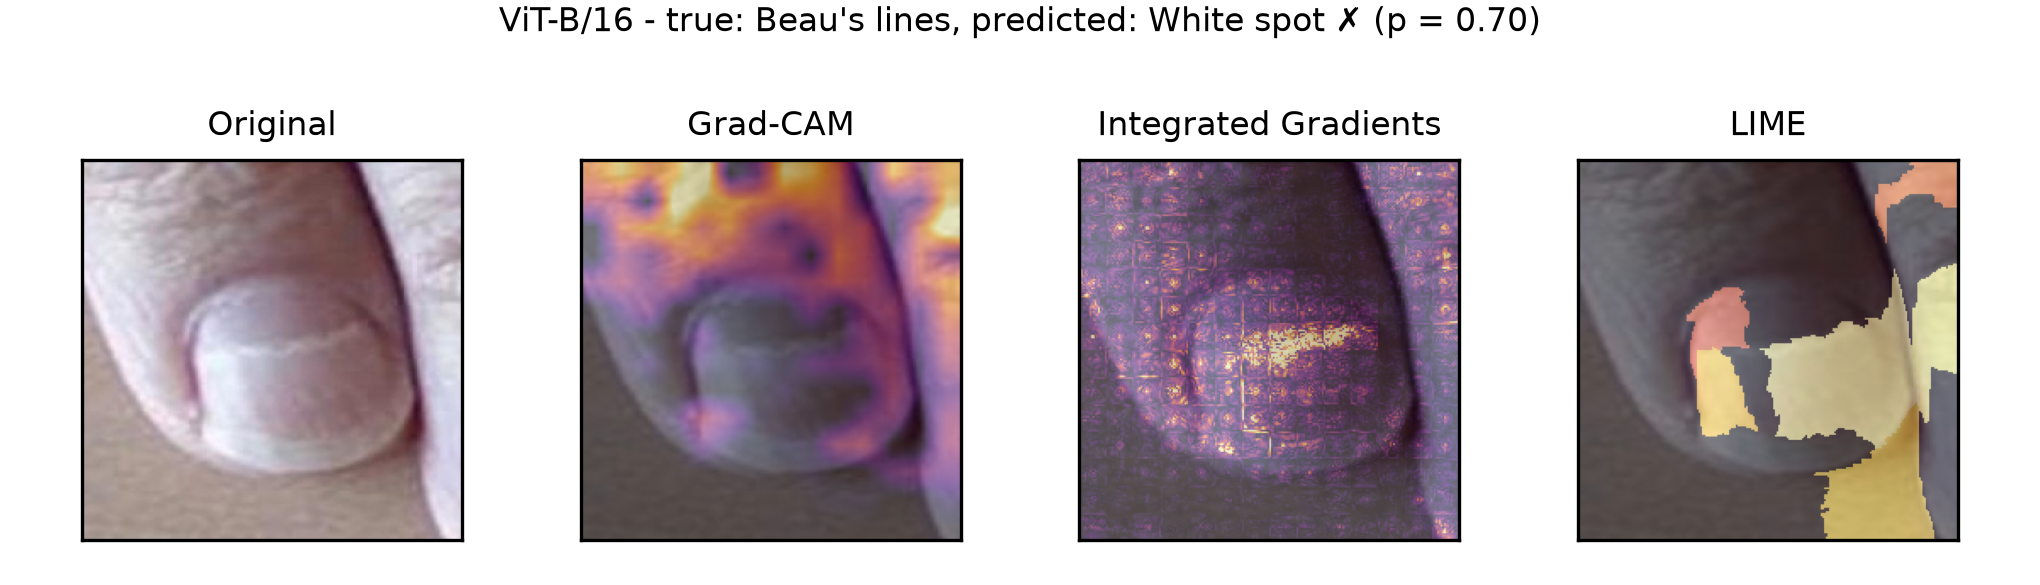 ViT-B/16 - true: Beau's lines, predicted: White spot ✗ (p = 0.70)
Original
Grad-CAM
Integrated Gradients
LIME